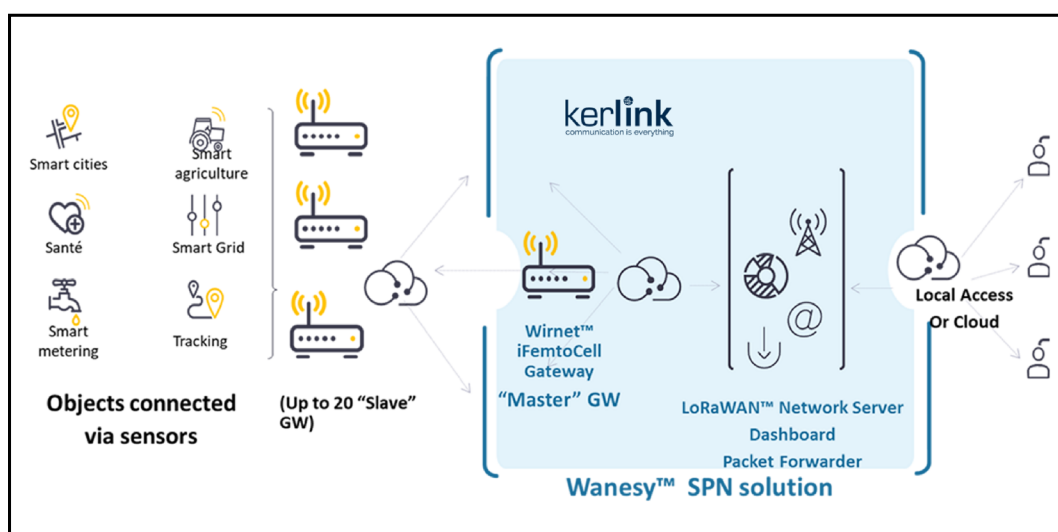 kerlink
communication is everything
Smart cities
Smart
agriculture
Santé
Smart Grid
Smart
metering
Tracking
Objects connected
via sensors
(Up to 20 “Slave”
GW)
Wirnet™
iFemtoCell
Gateway
“Master” GW
@
LoRaWAN™ Network Server
Dashboard
Packet Forwarder
Local Access
Or Cloud
Wanesy™ SPN solution